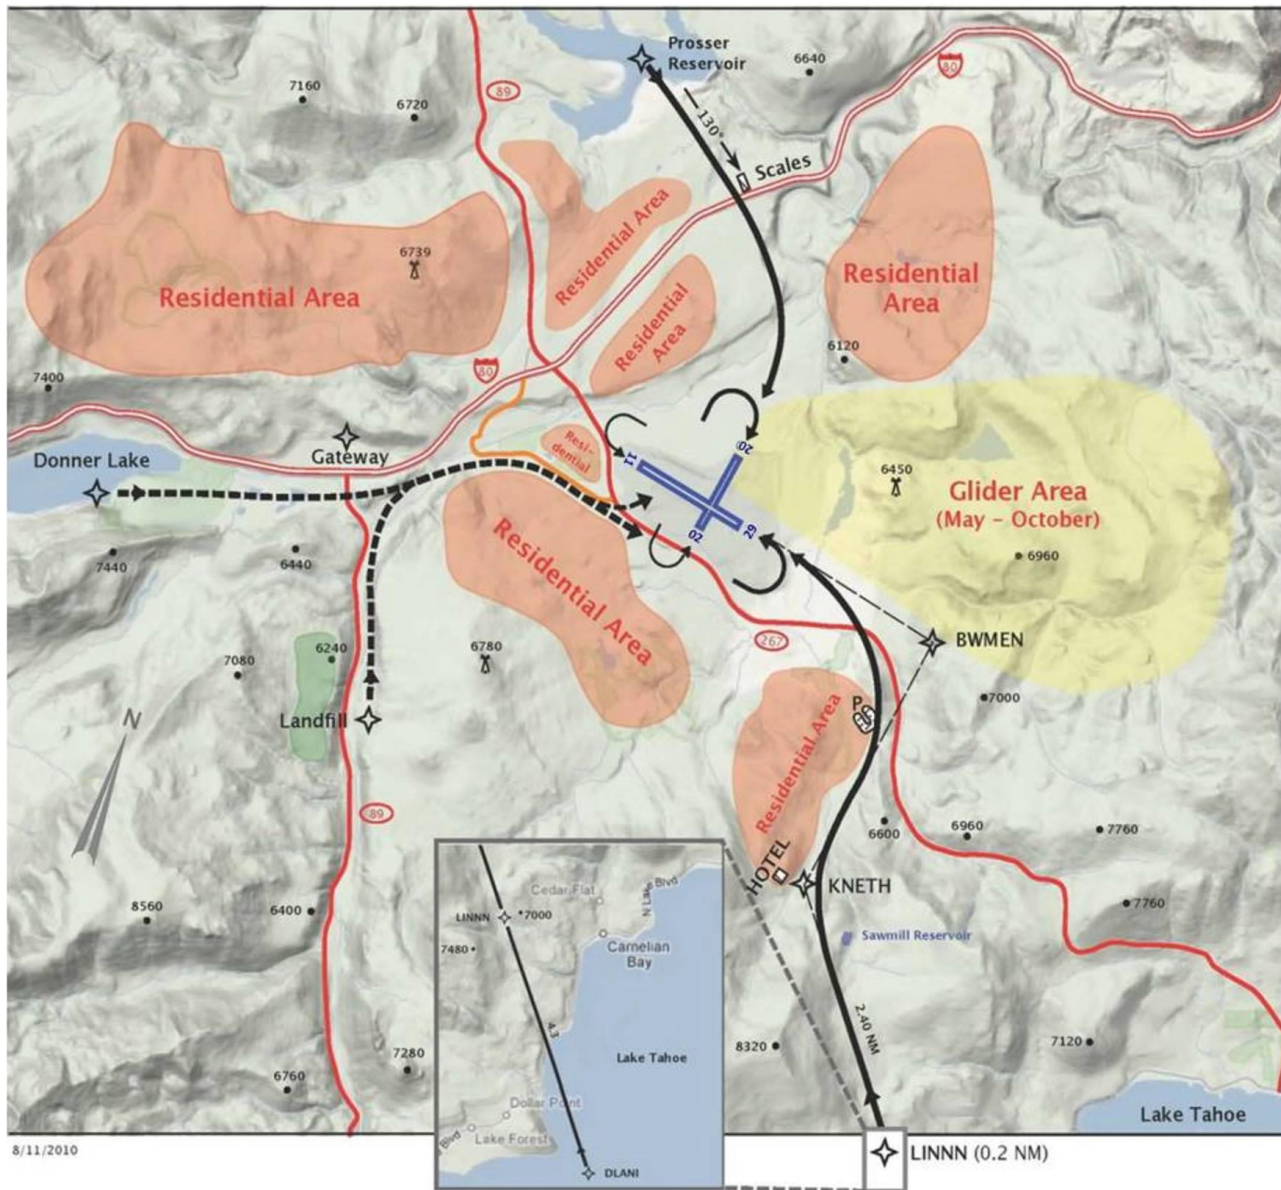 Prosser
Reservoir
6640
80
7160
6720
89
130°
Scales
6739
Residential Area
Residential Area
Residential
Area
Residential
Area
6120
7400
80
Donner Lake
Gateway
Resi-
dential
11
20
6450
Glider Area
(May - October)
29
02
6960
7440
6440
Residential Area
267
BWMEN
6240
7080
6780
7000
P
Landfill
N
Residential Area
89
6600
6960
7760
HOTEL
KNETH
8560
6400
7760
Sawmill Reservoir
Cedar Flat
N Lake Blvd
LINNN
7000
7480
Carnelian
Bay
2.40 NM
4.3
Lake Tahoe
8320
7120
7280
6760
Dollar Point
Blvd
Lake Forest
DLANI
Lake Tahoe
8/11/2010
LINNN (0.2 NM)